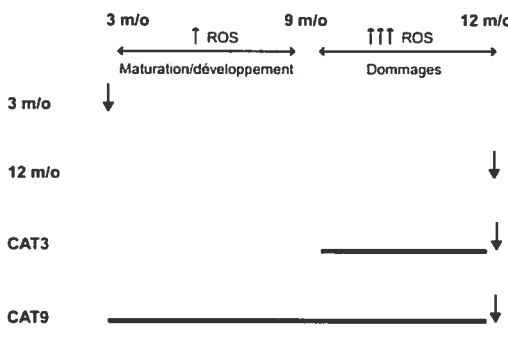 3 m/o 9 m/o 12 m/o
↑ ROS ↑↑↑ ROS
Maturation/développement Dommages
3 m/o
12 m/o
CAT3
CAT9